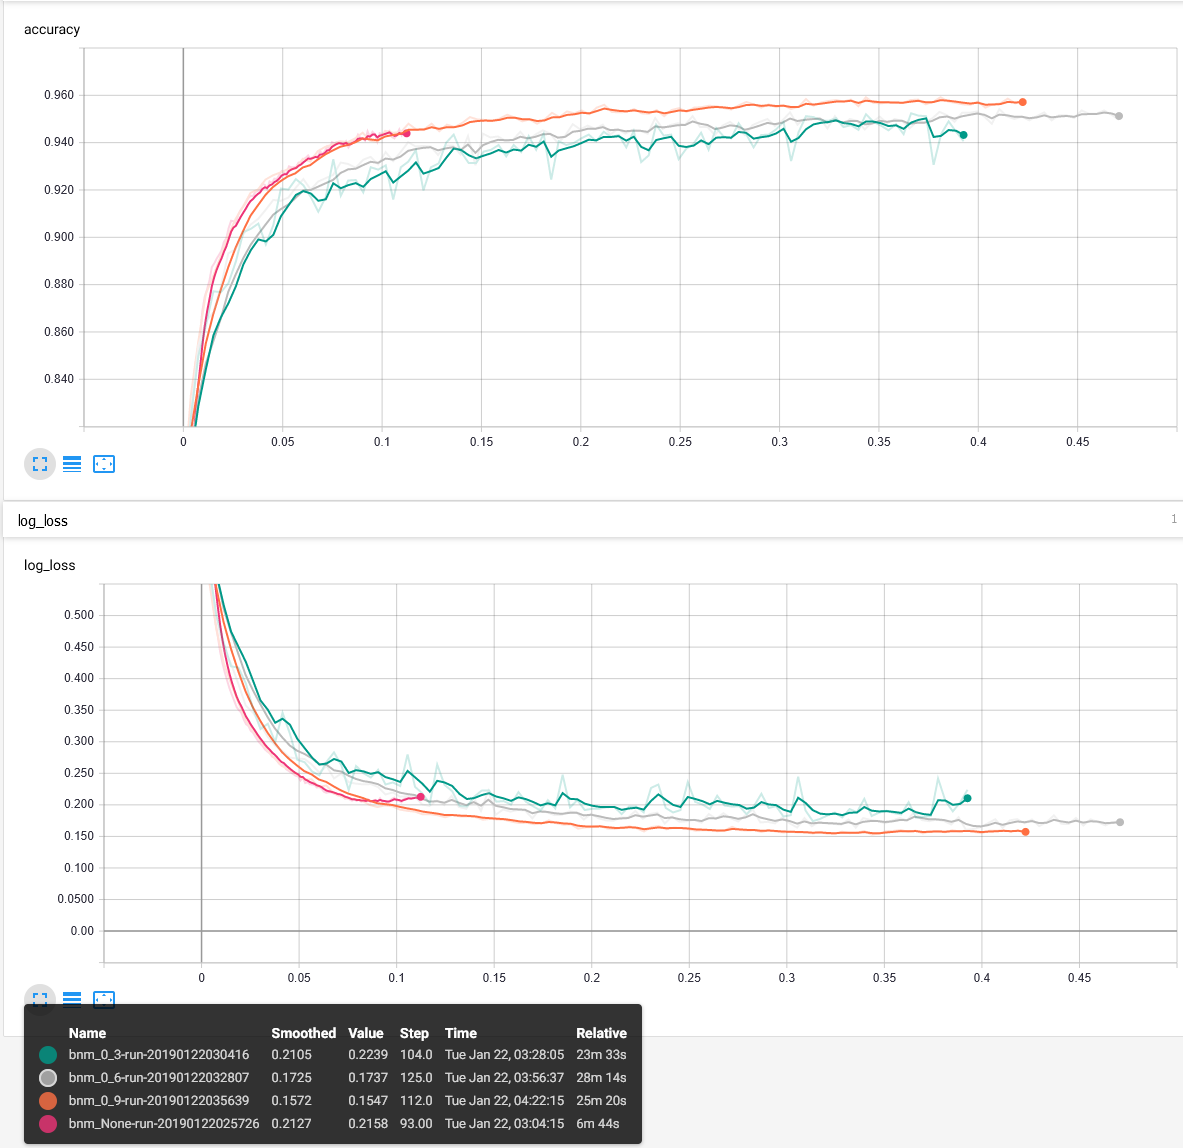 accuracy
0.960
0.940
0.920
0.900
0.880
0.860
0.840
0 0.05 0.1 0.15 0.2 0.25 0.3 0.35 0.4 0.45
log_loss 1
log_loss
0.500
0.450
0.400
0.350
0.300
0.250
0.200
0.150
0.100
0.0500
0.00
0 0.05 0.1 0.15 0.2 0.25 0.3 0.35 0.4 0.45
Name Smoothed Value Step Time Relative
bnm_0_3-run-20190122030416 0.2105 0.2239 104.0 Tue Jan 22, 03:28:05 23m 33s
bnm_0_6-run-20190122032807 0.1725 0.1737 125.0 Tue Jan 22, 03:56:37 28m 14s
bnm_0_9-run-20190122035639 0.1572 0.1547 112.0 Tue Jan 22, 04:22:15 25m 20s
bnm_None-run-20190122025726 0.2127 0.2158 93.00 Tue Jan 22, 03:04:15 6m 44s